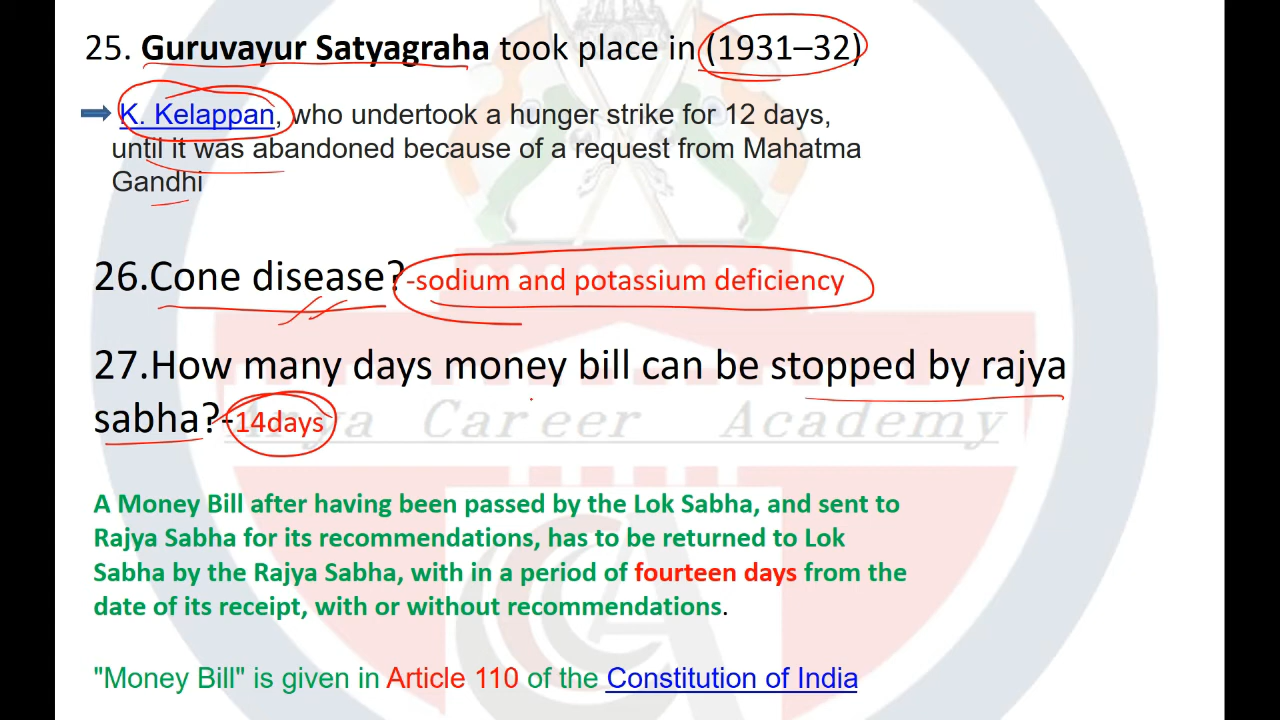 25. Guruvayur Satyagraha took place in (1931–32)
K. Kelappan, who undertook a hunger strike for 12 days,
until it was abandoned because of a request from Mahatma
Gandhi
26.Cone disease?-sodium and potassium deficiency
27.How many days money bill can be stopped by rajya
sabha?-14days
Arya Career Academy
A Money Bill after having been passed by the Lok Sabha, and sent to
Rajya Sabha for its recommendations, has to be returned to Lok
Sabha by the Rajya Sabha, with in a period of fourteen days from the
date of its receipt, with or without recommendations.
"Money Bill" is given in Article 110 of the Constitution of India